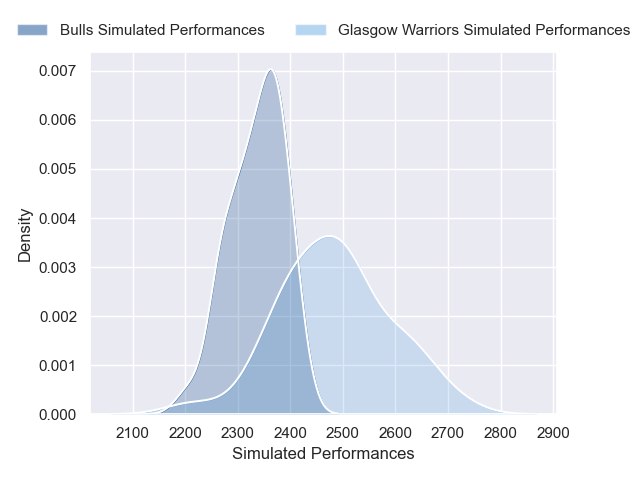 Bulls Simulated Performances Glasgow Warriors Simulated Performances
0.007
0.006
0.005
0.004
0.003
0.002
0.001
0.000
Density
2100 2200 2300 2400 2500 2600 2700 2800 2900
Simulated Performances